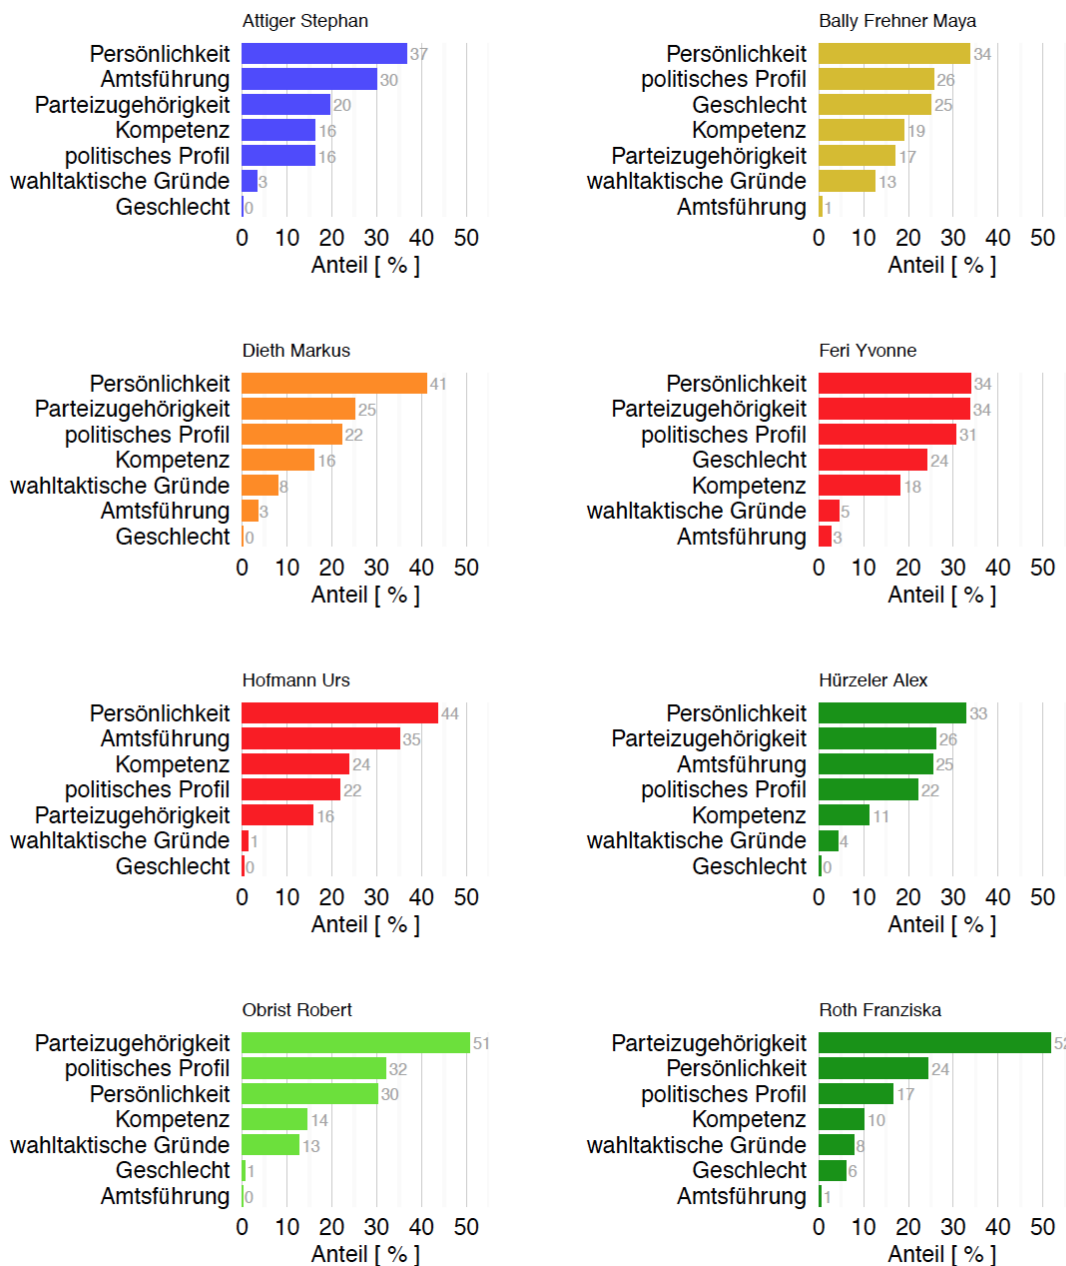 Attiger Stephan
Persönlichkeit 37
Amtsführung 30
Parteizugehörigkeit 20
Kompetenz 16
politisches Profil 16
wahltaktische Gründe 3
Geschlecht 0
0 10 20 30 40 50
Anteil [ % ]
Bally Frehner Maya
Persönlichkeit 34
politisches Profil 26
Geschlecht 25
Kompetenz 19
Parteizugehörigkeit 17
wahltaktische Gründe 13
Amtsführung 1
0 10 20 30 40 50
Anteil [ % ]
Dieth Markus
Persönlichkeit 41
Parteizugehörigkeit 25
politisches Profil 22
Kompetenz 16
wahltaktische Gründe 8
Amtsführung 3
Geschlecht 0
0 10 20 30 40 50
Anteil [ % ]
Feri Yvonne
Persönlichkeit 34
Parteizugehörigkeit 34
politisches Profil 31
Geschlecht 24
Kompetenz 18
wahltaktische Gründe 5
Amtsführung 3
0 10 20 30 40 50
Anteil [ % ]
Hofmann Urs
Persönlichkeit 44
Amtsführung 35
Kompetenz 24
politisches Profil 22
Parteizugehörigkeit 16
wahltaktische Gründe 1
Geschlecht 0
0 10 20 30 40 50
Anteil [ % ]
Hürzeler Alex
Persönlichkeit 33
Parteizugehörigkeit 26
Amtsführung 25
politisches Profil 22
Kompetenz 11
wahltaktische Gründe 4
Geschlecht 0
0 10 20 30 40 50
Anteil [ % ]
Obrist Robert
Parteizugehörigkeit 51
politisches Profil 32
Persönlichkeit 30
Kompetenz 14
wahltaktische Gründe 13
Geschlecht 1
Amtsführung 0
0 10 20 30 40 50
Anteil [ % ]
Roth Franziska
Parteizugehörigkeit 52
Persönlichkeit 24
politisches Profil 17
Kompetenz 10
wahltaktische Gründe 8
Geschlecht 6
Amtsführung 1
0 10 20 30 40 50
Anteil [ % ]